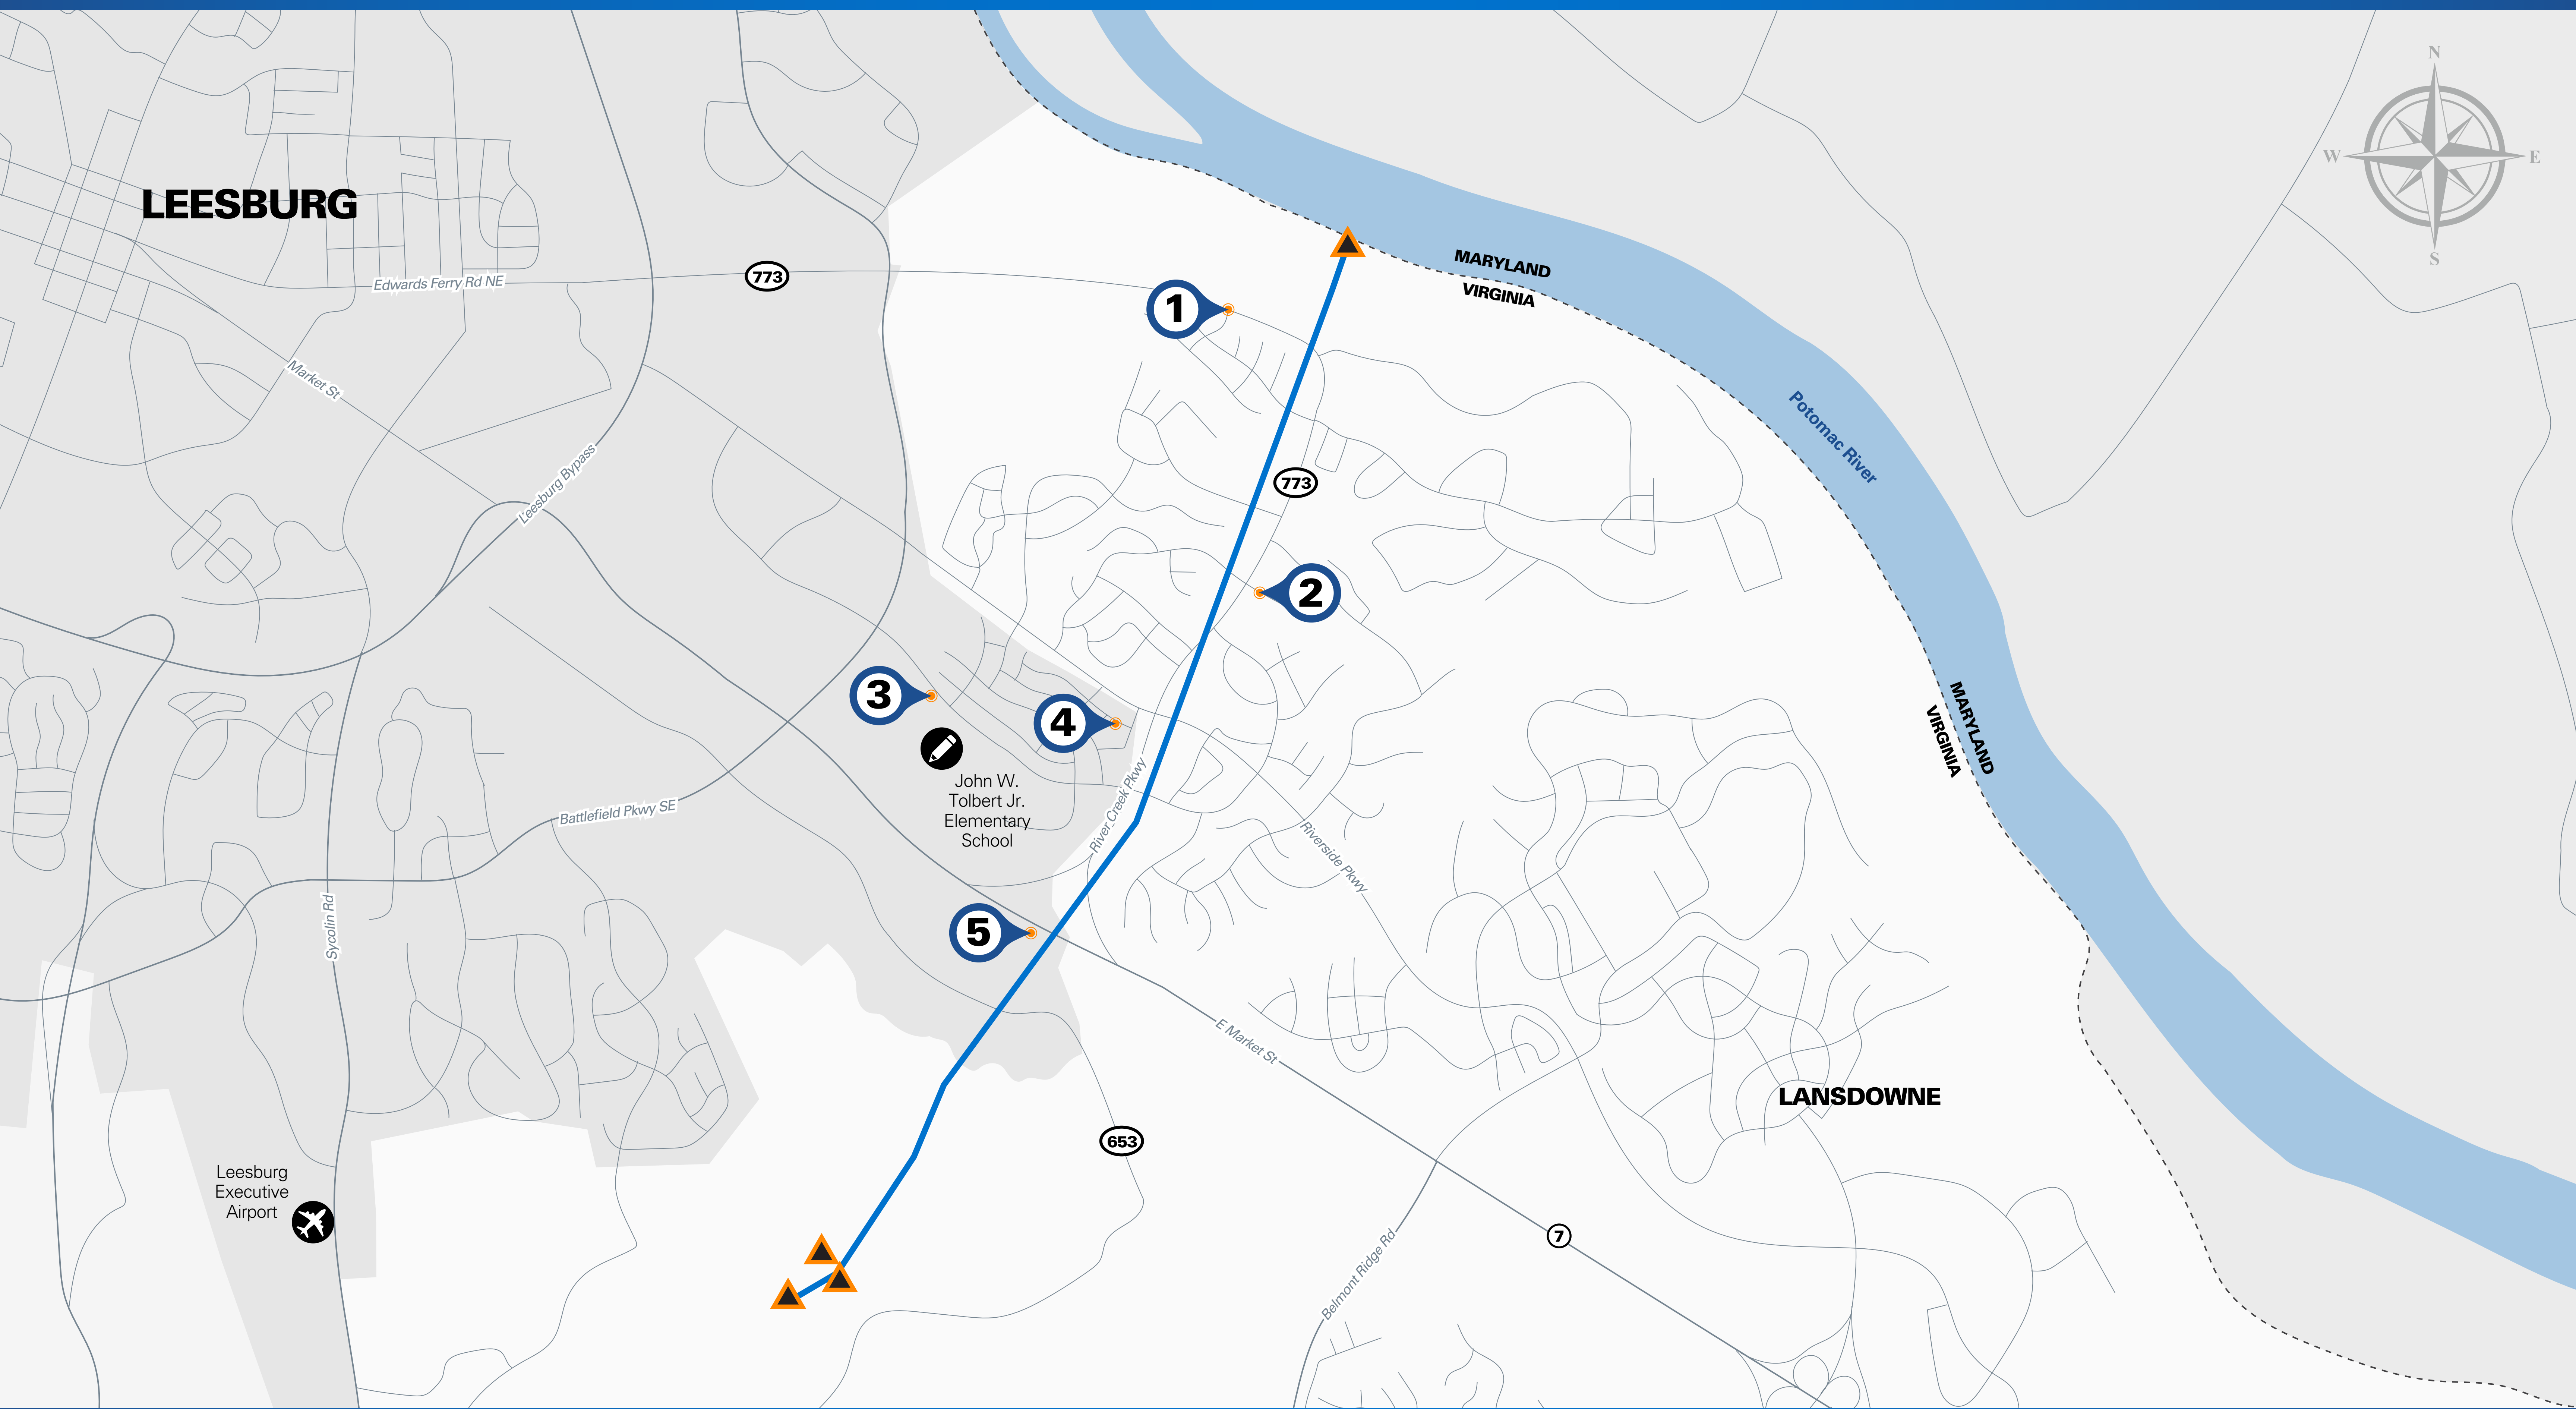 N
W
E
S
LEESBURG
Edwards Ferry Rd NE
773
MARYLAND
VIRGINIA
1
Market St
Potomac River
Leesburg Bypass
773
2
3
4
MARYLAND
VIRGINIA
John W.
Tolbert Jr.
Elementary
School
River Creek Pkwy
Battlefield Pkwy SE
Riverside Pkwy
Sycolin Rd
5
E Market St
LANSDOWNE
653
Leesburg
Executive
Airport
7
Belmont Ridge Rd